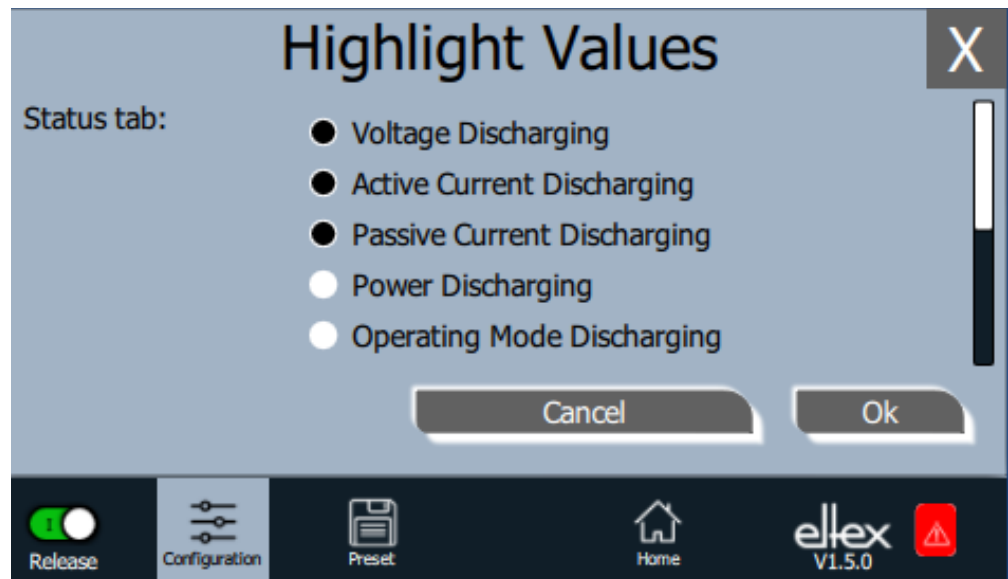 Highlight Values
X
Status tab:
Voltage Discharging
Active Current Discharging
Passive Current Discharging
Power Discharging
Operating Mode Discharging
Cancel
Ok
I
Release
Configuration
Preset
Home
eltex
V1.5.0